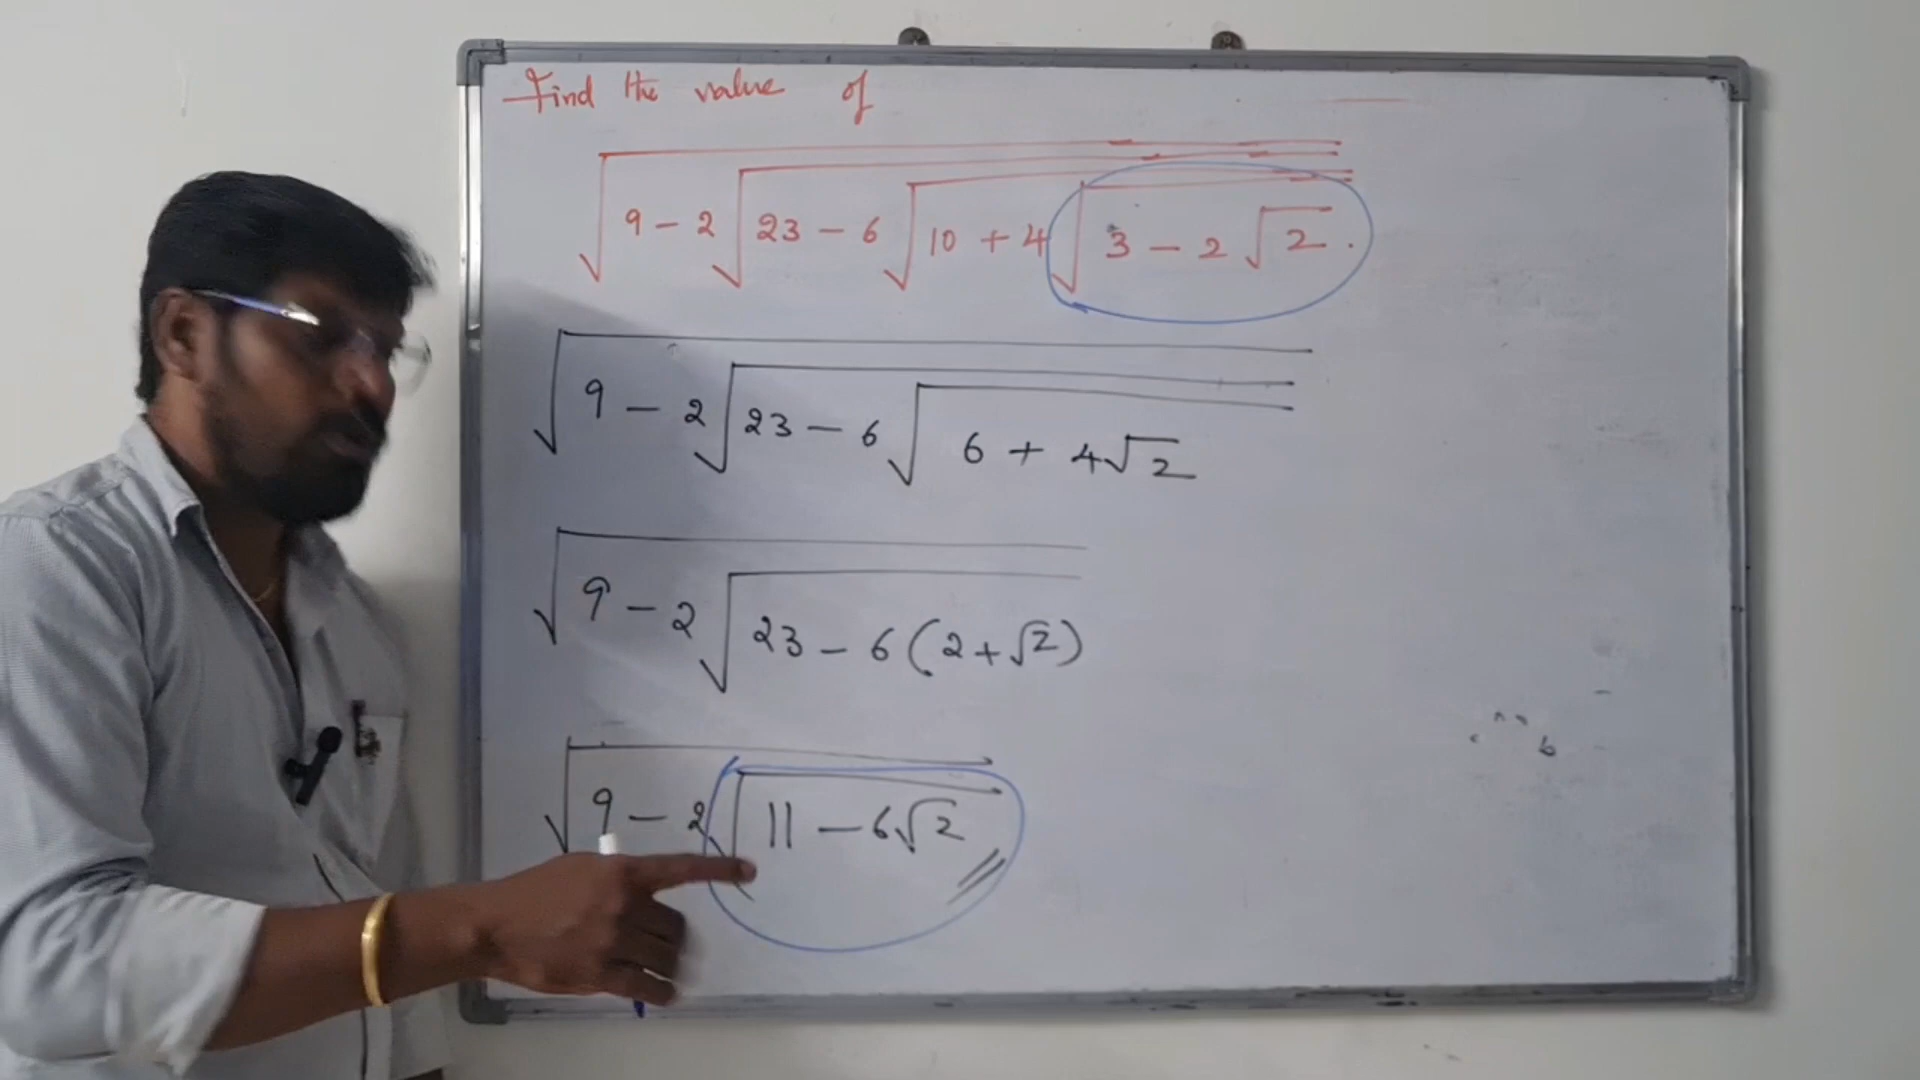 Find the value of
√9 - 2√23 - 6√10 + 4√3 - 2√2 .
√9 - 2√23 - 6√6 + 4√2
√9 - 2√23 - 6(2+√2)
√9 - 2√11 - 6√2